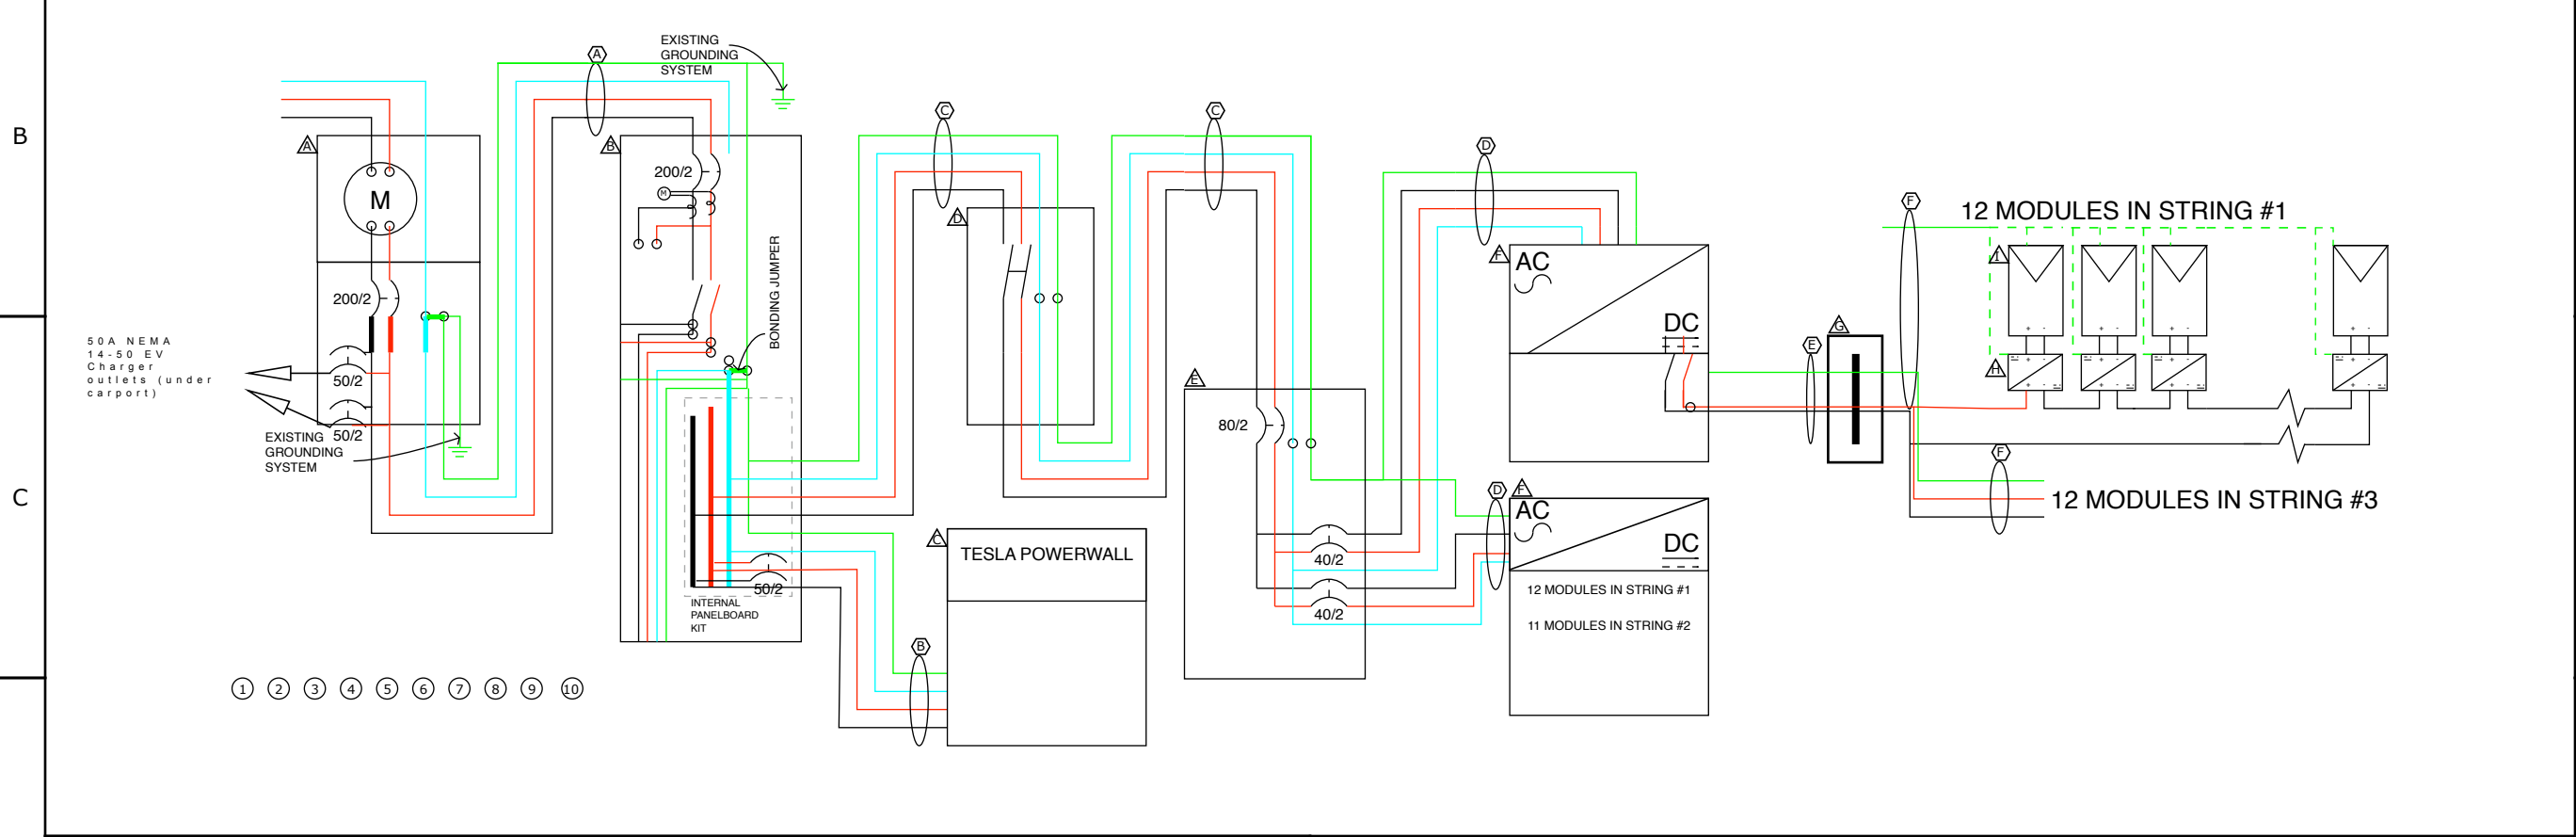 B
C
A
EXISTING
GROUNDING
SYSTEM
A
M
200/2
50A NEMA
14-50 EV
Charger
outlets (under
carport)
50/2
50/2
EXISTING
GROUNDING
SYSTEM
B
200/2
M
BONDING JUMPER
50/2
INTERNAL
PANELBOARD
KIT
C
D
C
TESLA POWERWALL
B
C
E
80/2
40/2
40/2
D
F
AC
DC
D
F
AC
DC
12 MODULES IN STRING #1
11 MODULES IN STRING #2
E
G
F
12 MODULES IN STRING #1
I
+ -
+ -
+ -
+ -
H
+ -
+ -
+ -
+ -
F
12 MODULES IN STRING #3
1 2 3 4 5 6 7 8 9 10